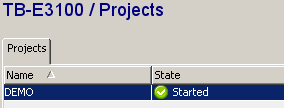 TB-E3100 / Projects
Projects
Name State
DEMO Started